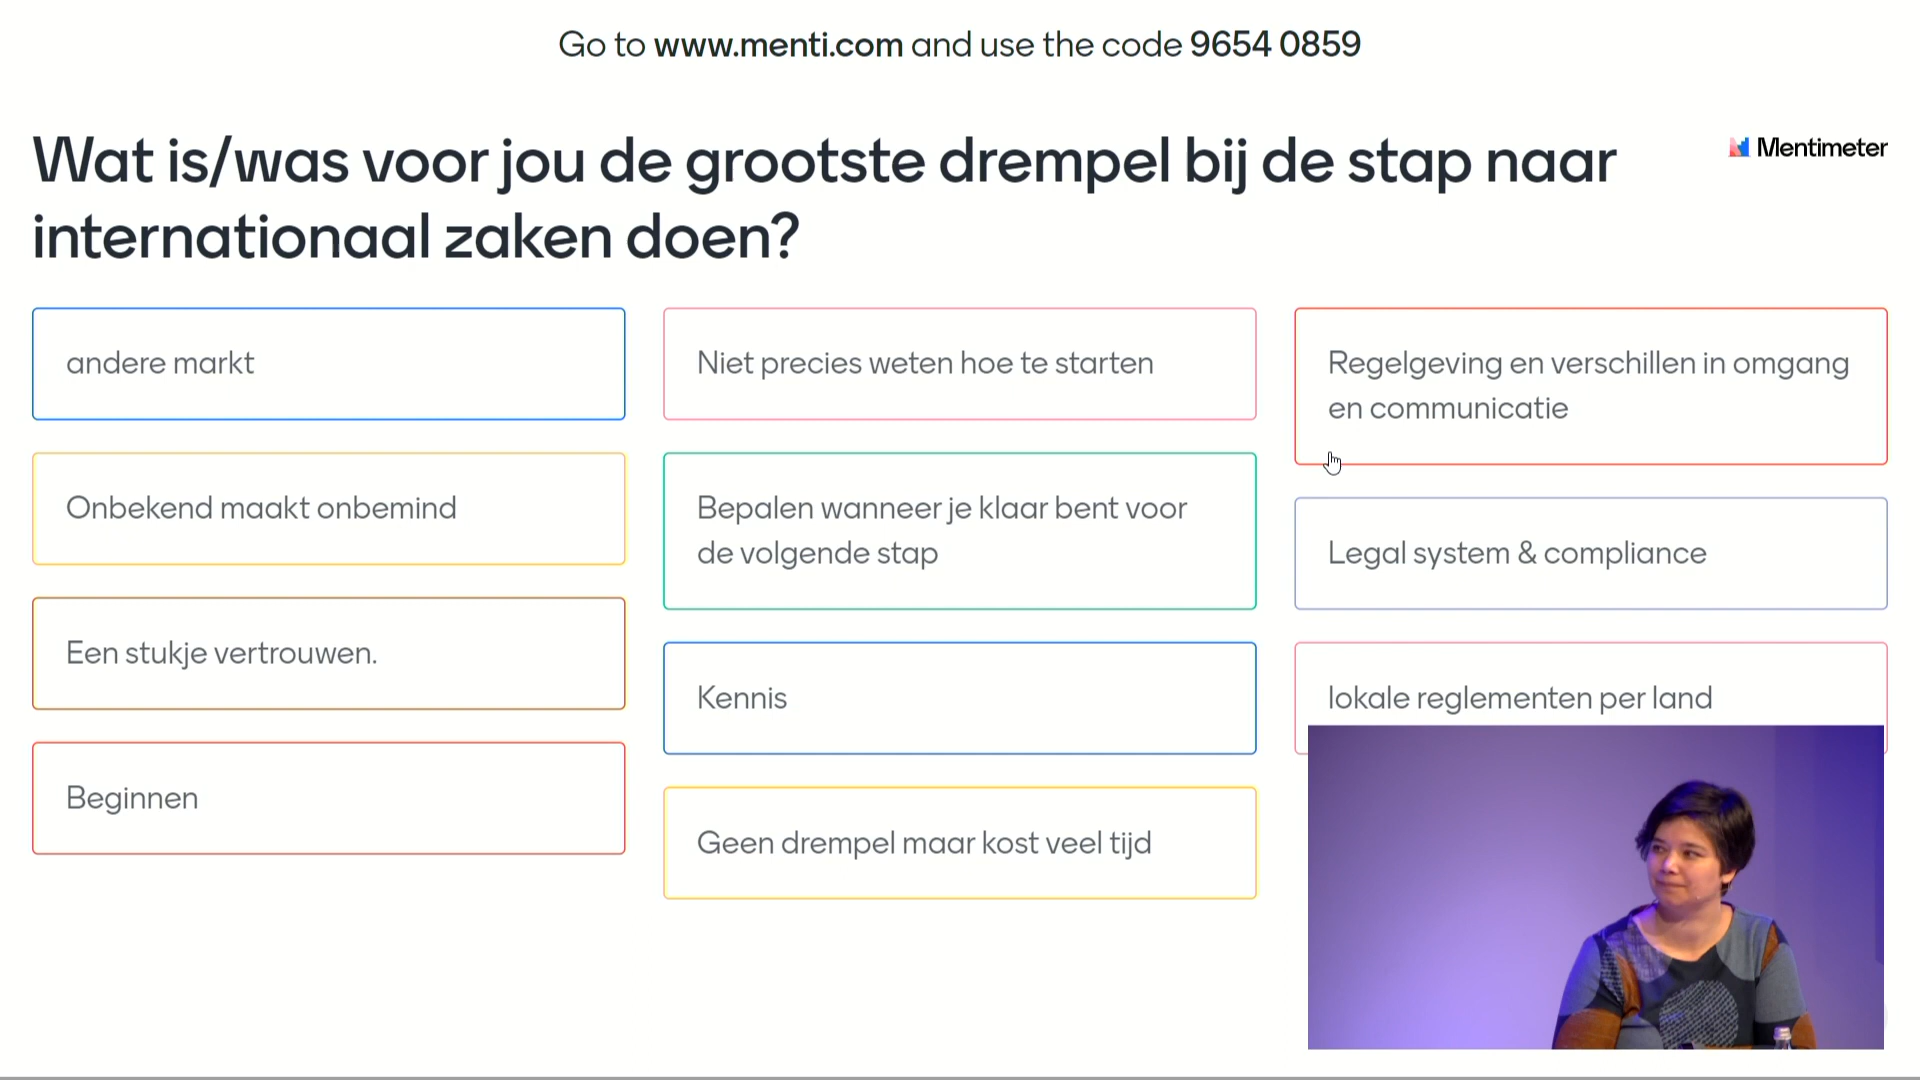 Go to www.menti.com and use the code 9654 0859
Wat is/was voor jou de grootste drempel bij de stap naar
internationaal zaken doen?
Mentimeter
andere markt
Onbekend maakt onbemind
Een stukje vertrouwen.
Beginnen
Niet precies weten hoe te starten
Bepalen wanneer je klaar bent voor
de volgende stap
Kennis
Geen drempel maar kost veel tijd
Regelgeving en verschillen in omgang
en communicatie
Legal system & compliance
lokale reglementen per land